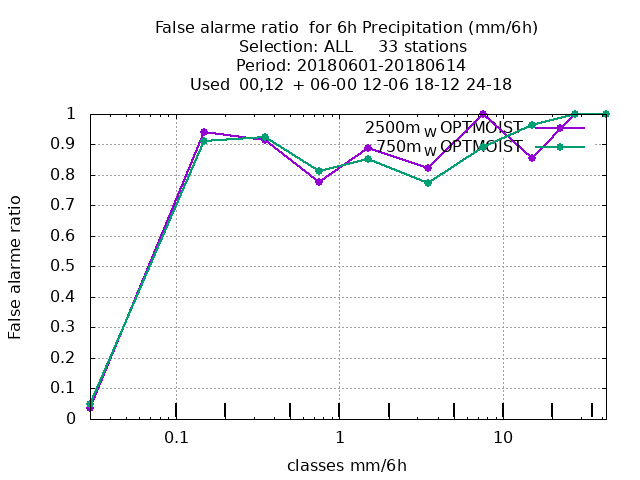 False alarme ratio  for 6h Precipitation (mm/6h)
Selection: ALL     33 stations
Period: 20180601-20180614
Used  00,12  + 06-00 12-06 18-12 24-18
2500m W OPTMOIST
750m W OPTMOIST
1
0.9
0.8
0.7
0.6
0.5
0.4
0.3
0.2
0.1
0
False alarme ratio
0.1 1 10
classes mm/6h